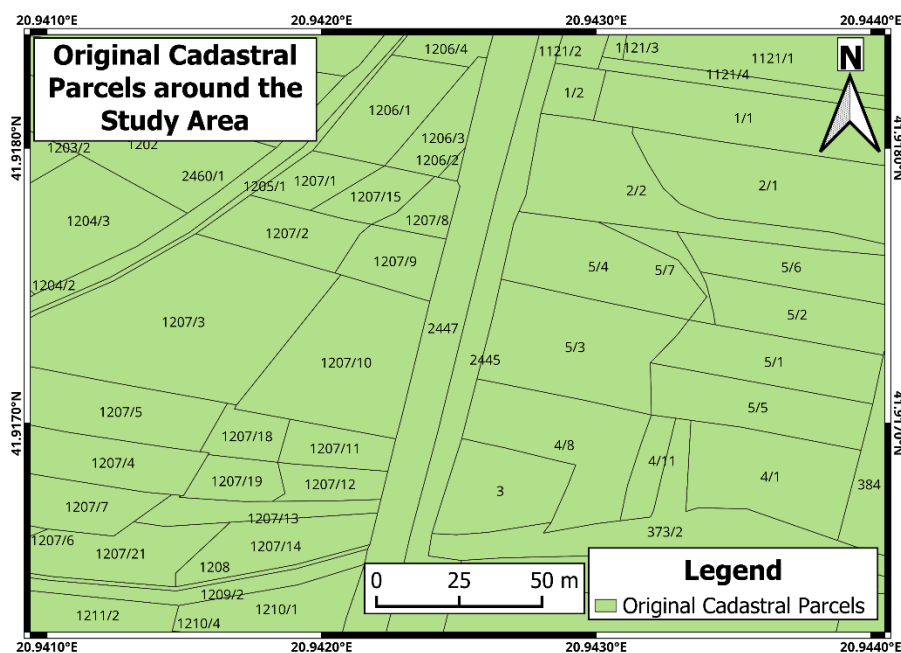 20.9410°E 20.9420°E 20.9430°E 20.9440°E
Original Cadastral
Parcels around the
Study Area
N
1206/4 1121/2 1121/3 1121/1
1121/4
1/2
1206/1 1/1
41.9180°N 41.9180°N
1203/2 1202 1206/3
1206/2
2460/1 1205/1 1207/1 2/2 2/1
1207/15
1204/3 1207/8
1207/2
1207/9 5/4 5/7 5/6
1204/2
1207/3 2447 5/2
5/3
1207/10 2445 5/1
1207/5 5/5
41.9170°N 41.9170°N
1207/18 1207/11 4/8
1207/4 4/11
1207/19 1207/12 3 4/1 384
1207/7
1207/13
1207/6 373/2
1207/21 1207/14
1208
1209/2
1211/2 1210/1
1210/4
0 25 50 m
Legend
Original Cadastral Parcels
20.9410°E 20.9420°E 20.9430°E 20.9440°E